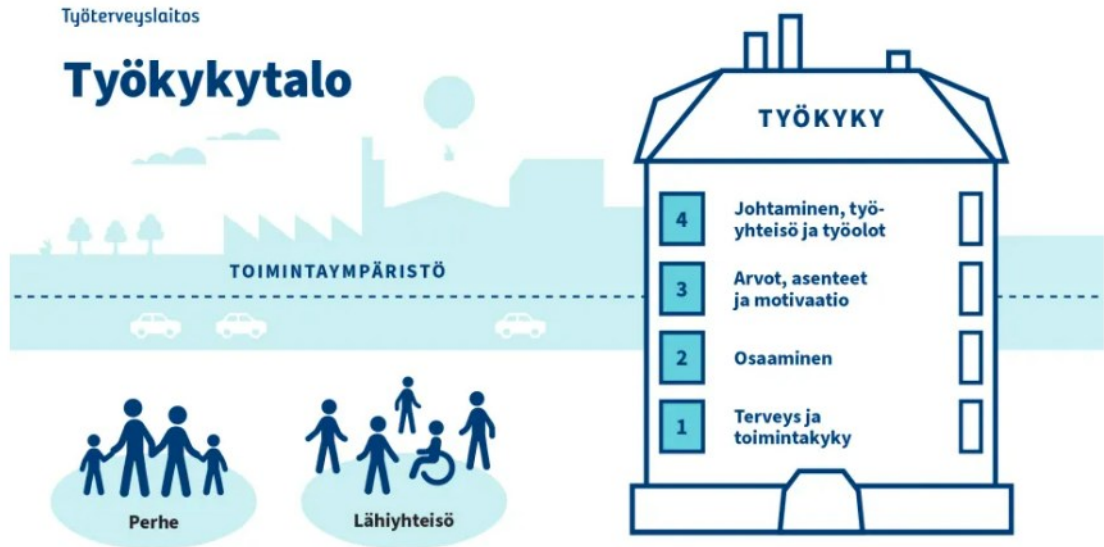 Työterveyslaitos
Työkykytalo
TYÖKYKY
4
Johtaminen, työ-
yhteisö ja työolot
3
Arvot, asenteet
ja motivaatio
2
Osaaminen
1
Terveys ja
toimintakyky
TOIMINTAYMPÄRISTÖ
Perhe
Lähiyhteisö